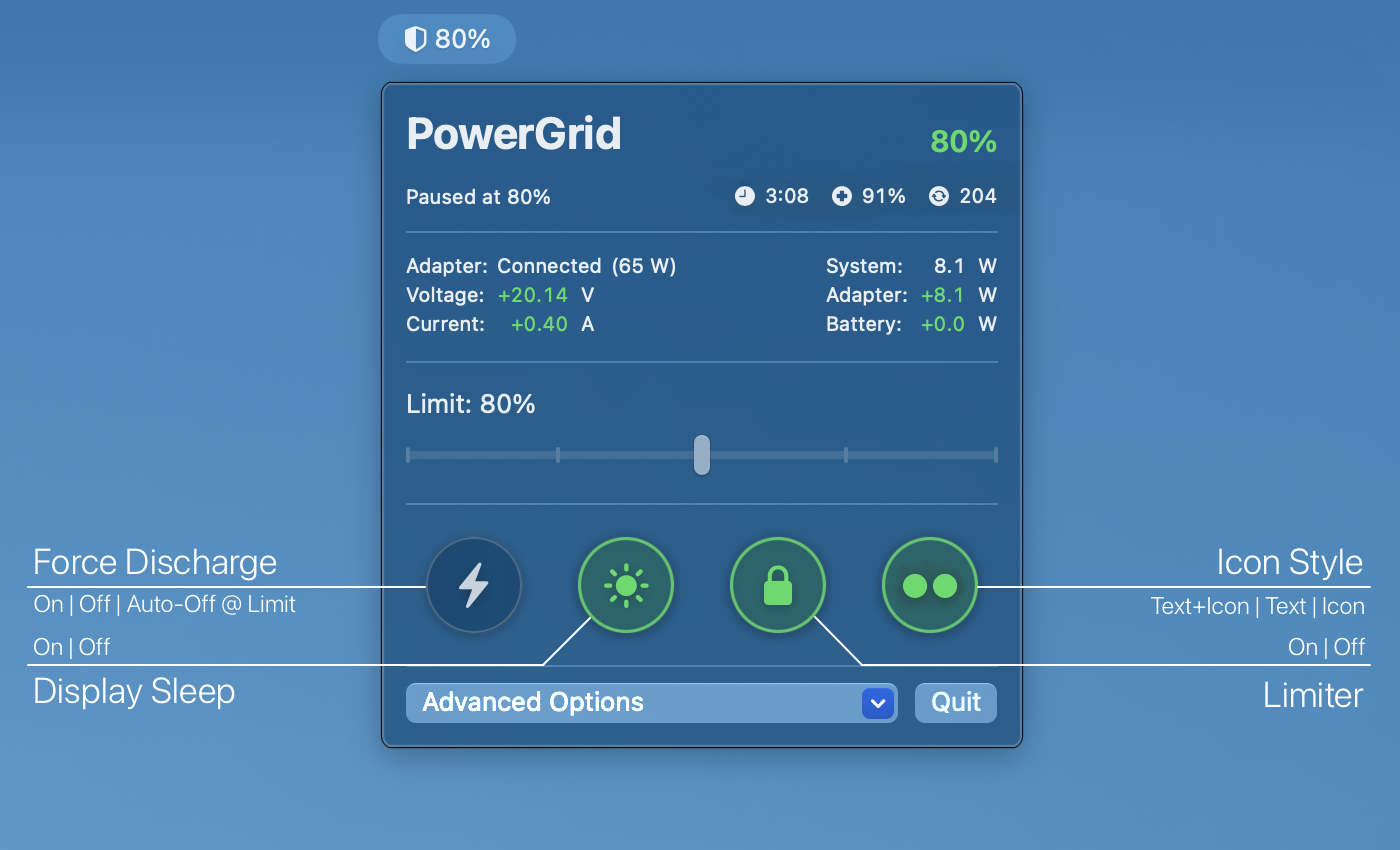 80%
PowerGrid
80%
Paused at 80%
3:08
91%
204
Adapter: Connected (65 W)
Voltage: +20.14 V
Current: +0.40 A
System: 8.1 W
Adapter: +8.1 W
Battery: +0.0 W
Limit: 80%
Force Discharge
On | Off | Auto-Off @ Limit
On | Off
Display Sleep
Icon Style
Text+Icon | Text | Icon
On | Off
Limiter
Advanced Options
Quit